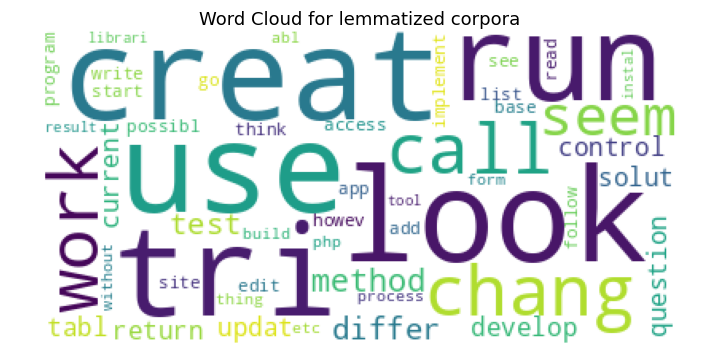 Word Cloud for lemmatized corpora
program
librari
abl
creat
run
write
start
go
implement
see
read
instal
list
base
seem
result
current
possibl
think
access
call
control
use
work
look
solut
app
form
tool
test
howev
add
follow
build
php
tri
without
site
edit
thing
method
process
chang
question
tabl
return
updat
etc
differ
develop